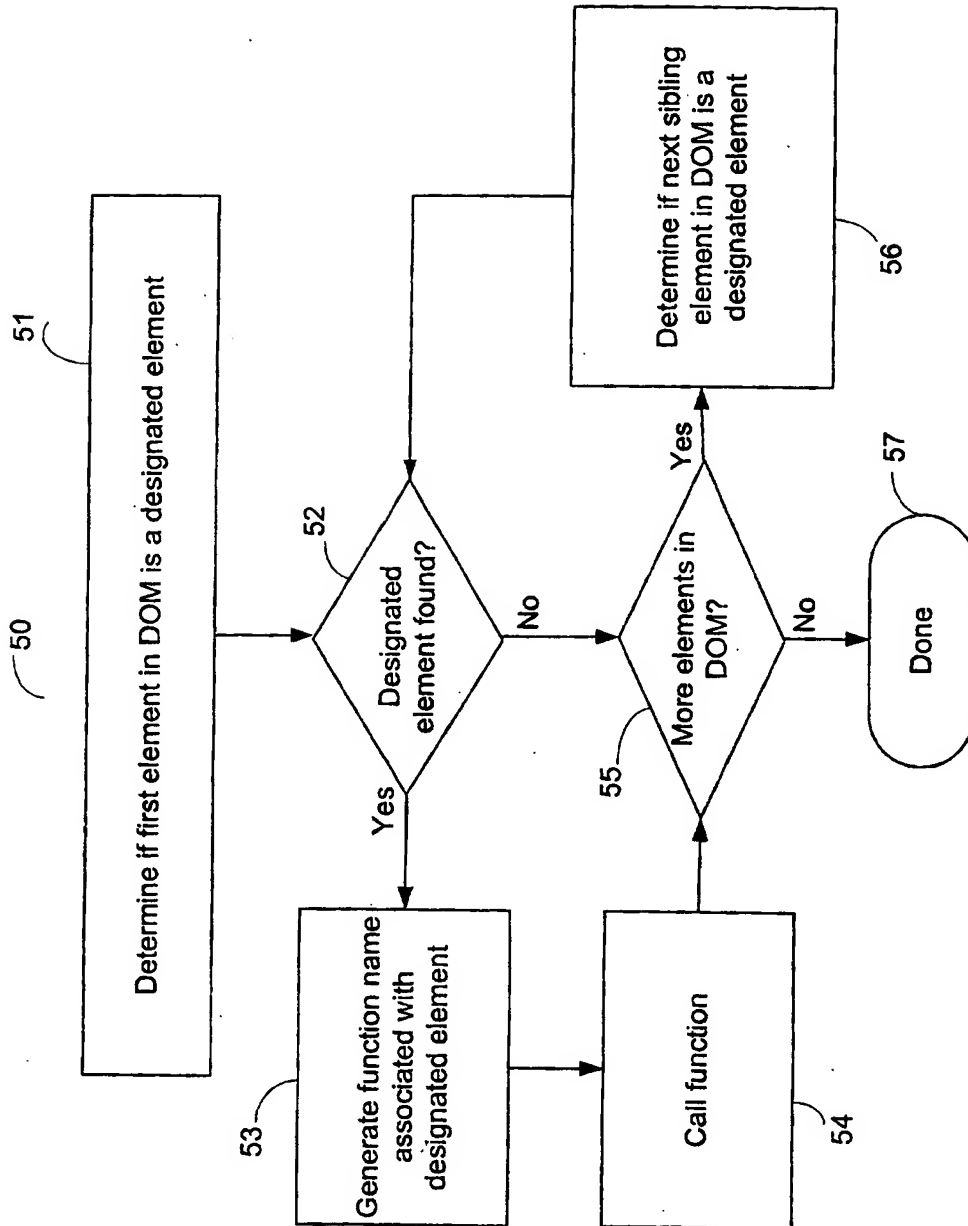 50
51
Determine if first element in DOM is a designated element
52
Designated
element found?
Yes
No
53
Generate function name
associated with
designated element
54
Call function
55
More elements in
DOM?
Yes
No
56
Determine if next sibling
element in DOM is a
designated element
57
Done